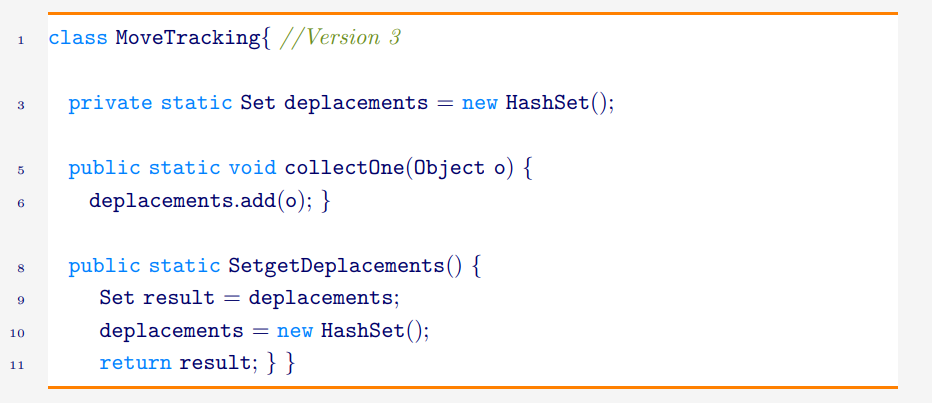 1 class MoveTracking{ //Version 3
3 private static Set deplacements = new HashSet();
5 public static void collectOne(Object o) {
6 deplacements.add(o); }
8 public static SetgetDeplacements() {
9 Set result = deplacements;
10 deplacements = new HashSet();
11 return result; } }